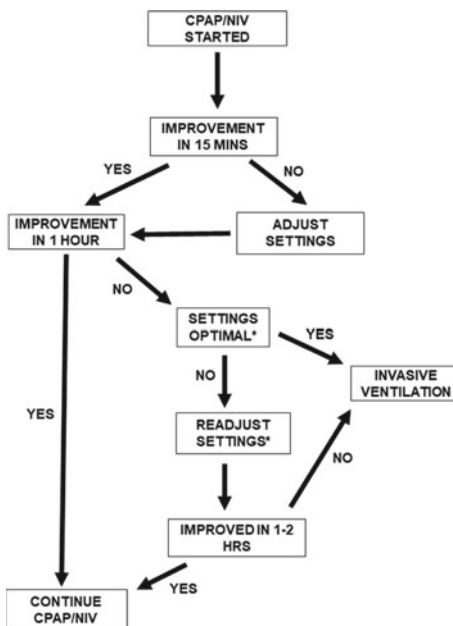 CPAP/NIV
STARTED
IMPROVEMENT
IN 15 MINS
YES
NO
IMPROVEMENT
IN 1 HOUR
ADJUST
SETTINGS
NO
SETTINGS
OPTIMAL*
YES
NO
INVASIVE
VENTILATION
YES
READJUST
SETTINGS*
NO
IMPROVED IN 1-2
HRS
YES
CONTINUE
CPAP/NIV